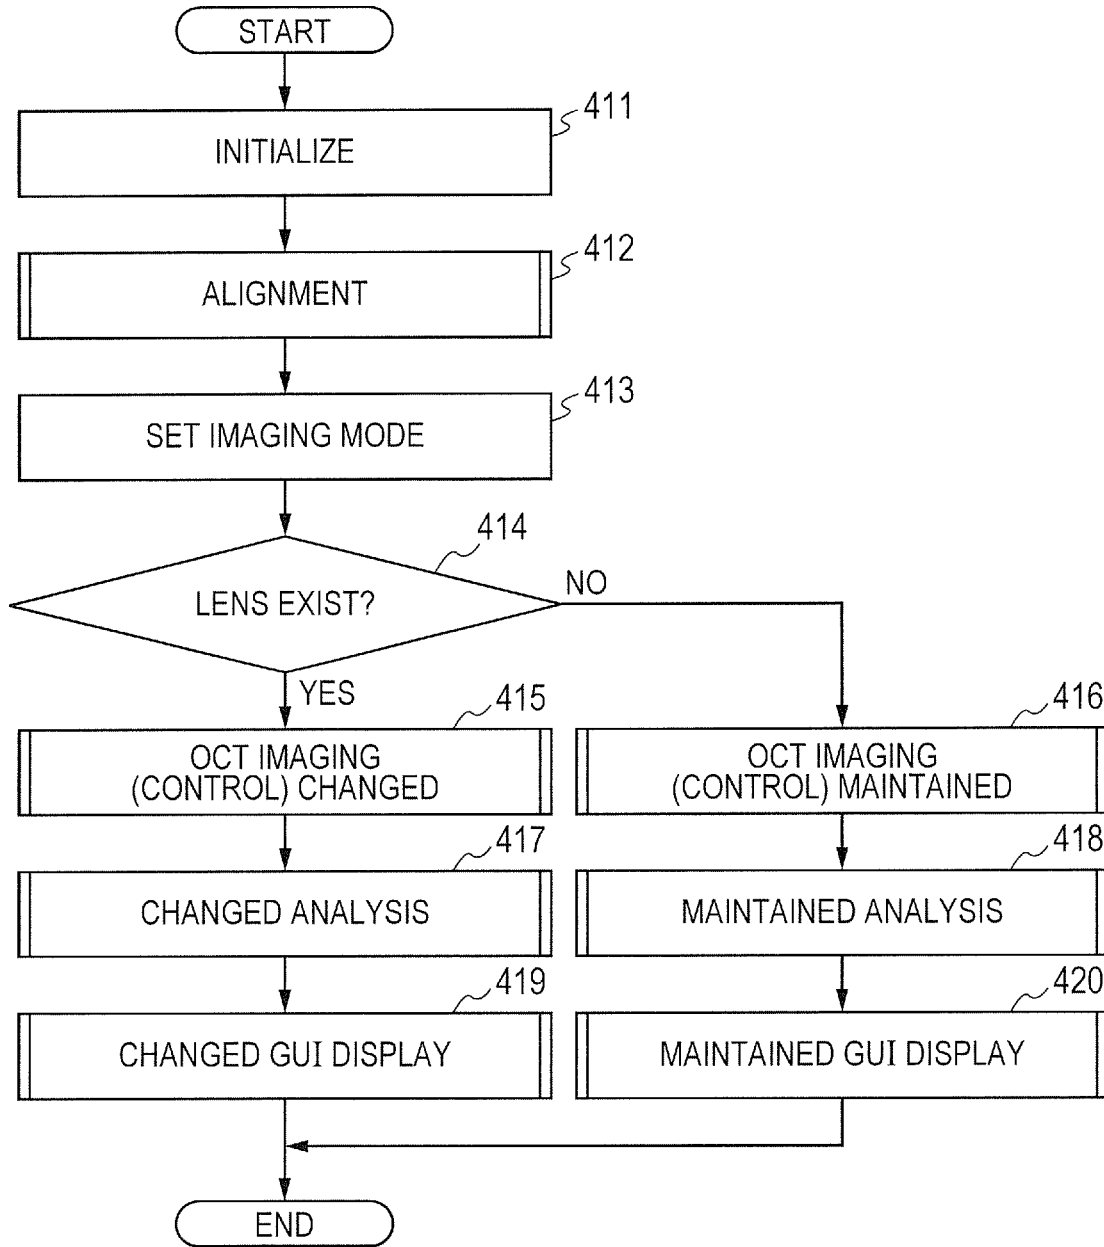 START
411
INITIALIZE
412
ALIGNMENT
413
SET IMAGING MODE
414
LENS EXIST?
NO
YES
415
OCT IMAGING
(CONTROL) CHANGED
416
OCT IMAGING
(CONTROL) MAINTAINED
417
CHANGED ANALYSIS
418
MAINTAINED ANALYSIS
419
CHANGED GUI DISPLAY
420
MAINTAINED GUI DISPLAY
END